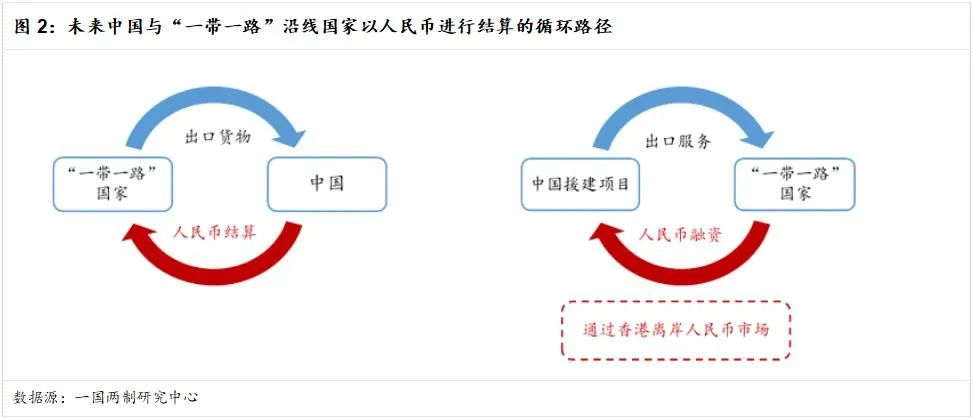 图 2：未来中国与“一带一路”沿线国家以人民币进行结算的循环路径
出口货物
“一带一路”
国家
中国
人民币结算
出口服务
中国援建项目
“一带一路”
国家
人民币融资
通过香港离岸人民币市场
数据源：一国两制研究中心